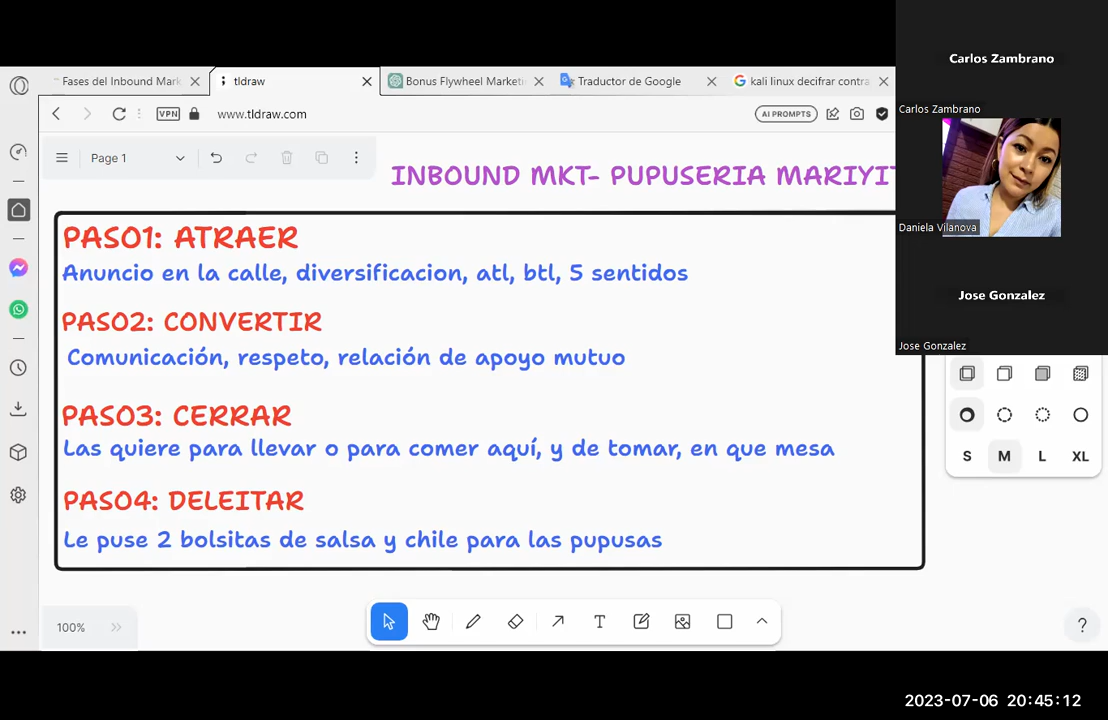 Fases del Inbound Mark
tldraw
Bonus Flywheel Marketi
Traductor de Google
kali linux decifrar contra
VPN
www.tldraw.com
AI PROMPTS
Page 1
INBOUND MKT- PUPUSERIA MARIYIT
PASO1: ATRAER
Anuncio en la calle, diversificacion, atl, btl, 5 sentidos
PASO2: CONVERTIR
Comunicación, respeto, relación de apoyo mutuo
PASO3: CERRAR
Las quiere para llevar o para comer aquí, y de tomar, en que mesa
PASO4: DELEITAR
Le puse 2 bolsitas de salsa y chile para las pupusas
Carlos Zambrano
Carlos Zambrano
Daniela Vilanova
Jose Gonzalez
Jose Gonzalez
S M L XL
100%
T
?
2023-07-06 20:45:12